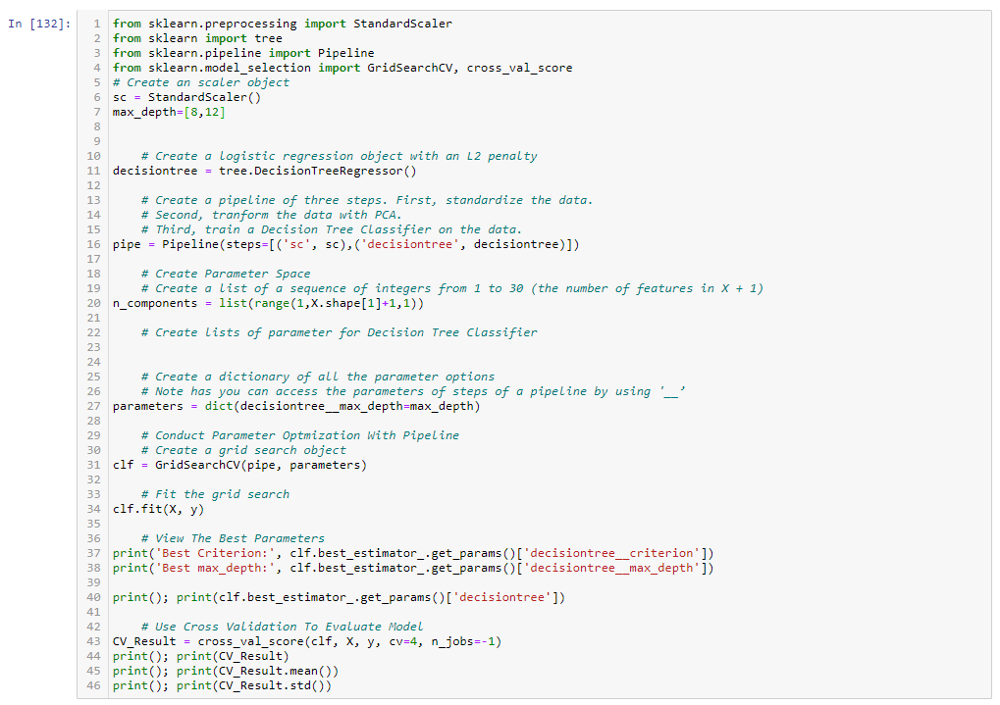 In [132]:
1 from sklearn.preprocessing import StandardScaler
2 from sklearn import tree
3 from sklearn.pipeline import Pipeline
4 from sklearn.model_selection import GridSearchCV, cross_val_score
5 # Create an scaler object
6 sc = StandardScaler()
7 max_depth=[8,12]
8
9
10     # Create a logistic regression object with an L2 penalty
11 decisiontree = tree.DecisionTreeRegressor()
12
13     # Create a pipeline of three steps. First, standardize the data.
14     # Second, tranform the data with PCA.
15     # Third, train a Decision Tree Classifier on the data.
16 pipe = Pipeline(steps=[('sc', sc),('decisiontree', decisiontree)])
17
18     # Create Parameter Space
19     # Create a list of a sequence of integers from 1 to 30 (the number of features in X + 1)
20 n_components = list(range(1,X.shape[1]+1,1))
21
22     # Create lists of parameter for Decision Tree Classifier
23
24
25     # Create a dictionary of all the parameter options
26     # Note has you can access the parameters of steps of a pipeline by using '__’
27 parameters = dict(decisiontree__max_depth=max_depth)
28
29     # Conduct Parameter Optmization With Pipeline
30     # Create a grid search object
31 clf = GridSearchCV(pipe, parameters)
32
33     # Fit the grid search
34 clf.fit(X, y)
35
36     # View The Best Parameters
37 print('Best Criterion:', clf.best_estimator_.get_params()['decisiontree__criterion'])
38 print('Best max_depth:', clf.best_estimator_.get_params()['decisiontree__max_depth'])
39
40 print(); print(clf.best_estimator_.get_params()['decisiontree'])
41
42     # Use Cross Validation To Evaluate Model
43 CV_Result = cross_val_score(clf, X, y, cv=4, n_jobs=-1)
44 print(); print(CV_Result)
45 print(); print(CV_Result.mean())
46 print(); print(CV_Result.std())